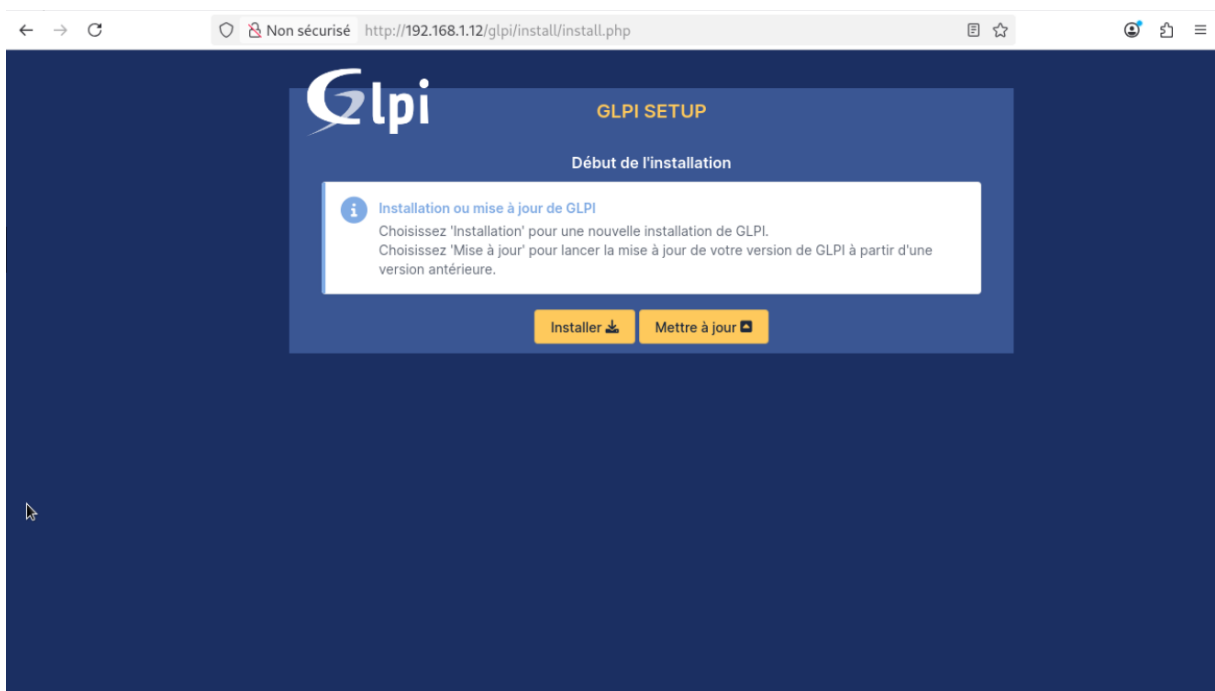 Non sécurisé http://192.168.1.12/glpi/install/install.php
Glpi
GLPI SETUP
Début de l'installation
Installation ou mise à jour de GLPI
Choisissez 'Installation' pour une nouvelle installation de GLPI.
Choisissez 'Mise à jour' pour lancer la mise à jour de votre version de GLPI à partir d'une
version antérieure.
Installer Mettre à jour